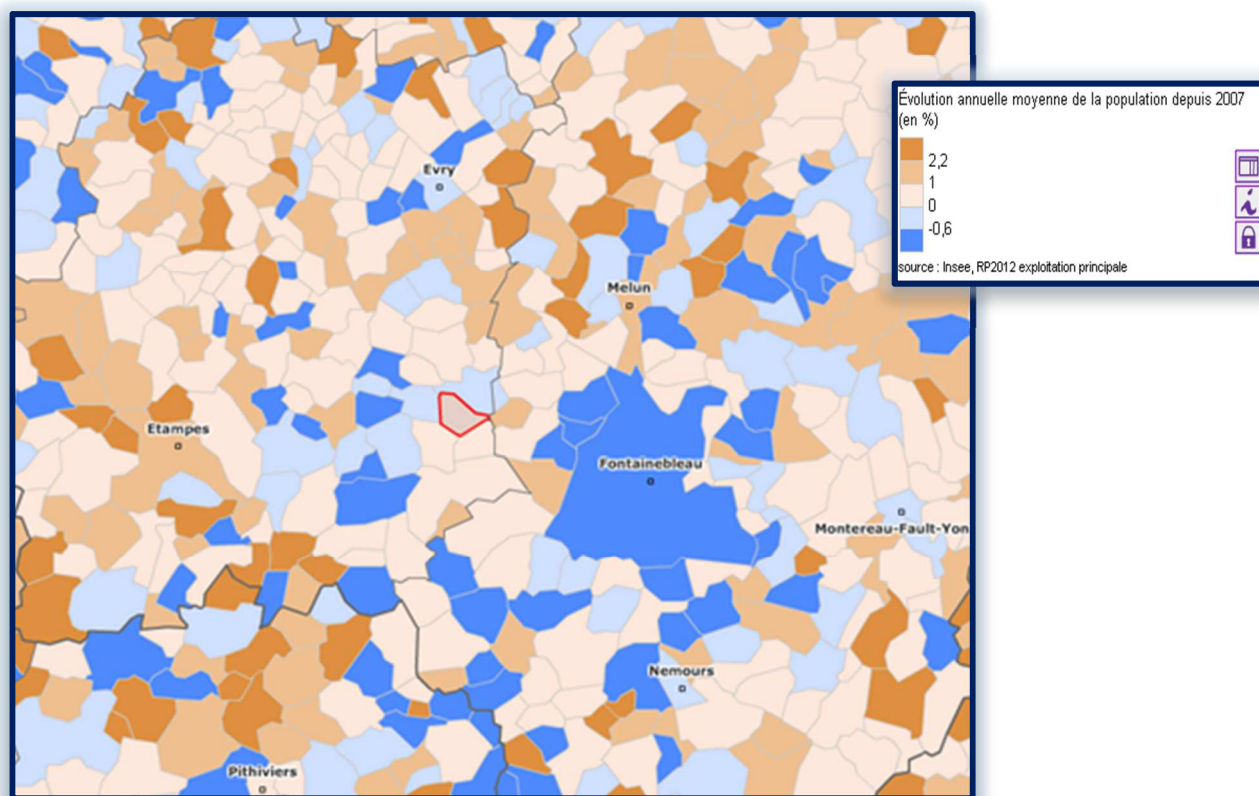 Évolution annuelle moyenne de la population depuis 2007
(en %)
2,2
1
0
-0,6
source : Insee, RP2012 exploitation principale
Evry
Melun
Etampes
Fontainebleau
Montereau-Fault-Yon
Nemours
Pithiviers